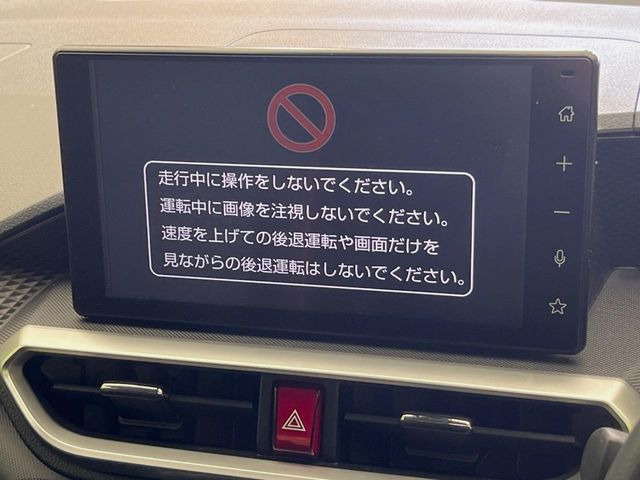 走行中に操作をしないでください。
運転中に画像を注視しないでください。
速度を上げての後退運転や画面だけを
見ながらの後退運転はしないでください。